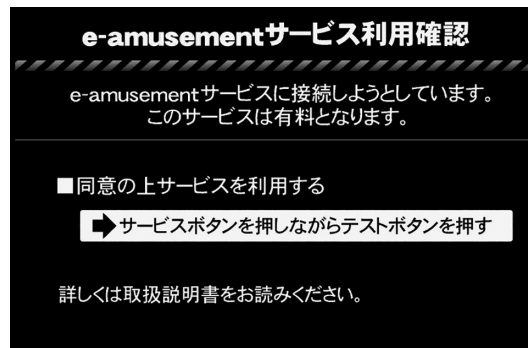 e-amusementサービス利用確認
e-amusementサービスに接続しようとしています。
このサービスは有料となります。
■同意の上サービスを利用する
➡サービスボタンを押しながらテストボタンを押す
詳しくは取扱説明書をお読みください。